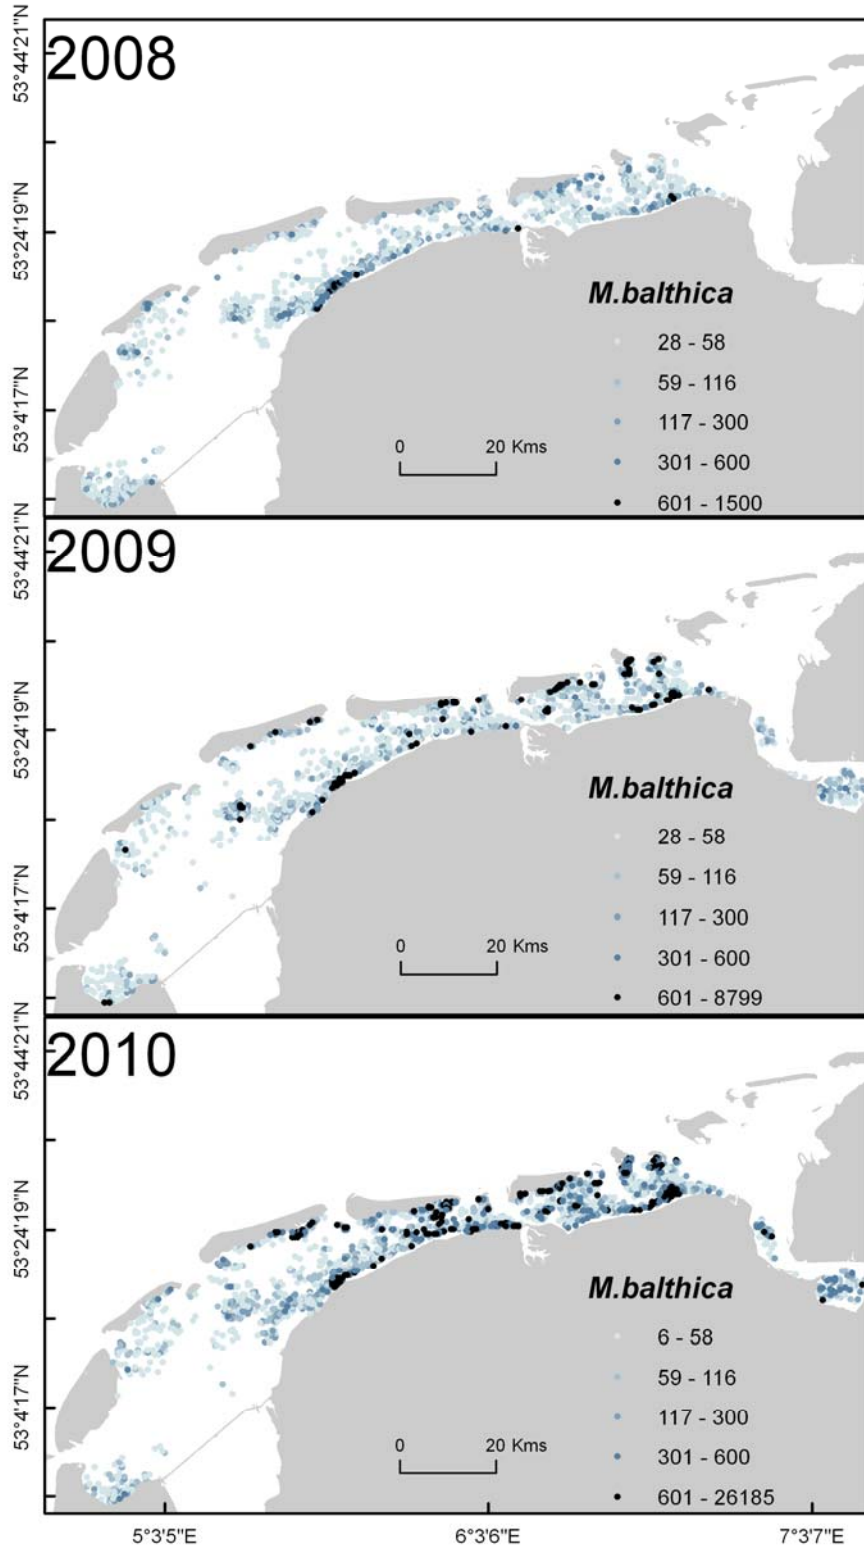 2008
53°44'21"N
53°24'19"N
53°4'17"N
M.balthica
28 - 58
59 - 116
117 - 300
301 - 600
601 - 1500
0 20 Kms
2009
53°44'21"N
53°24'19"N
53°4'17"N
M.balthica
28 - 58
59 - 116
117 - 300
301 - 600
601 - 8799
0 20 Kms
2010
53°44'21"N
53°24'19"N
53°4'17"N
M.balthica
6 - 58
59 - 116
117 - 300
301 - 600
601 - 26185
0 20 Kms
5°3'5"E 6°3'6"E 7°3'7"E